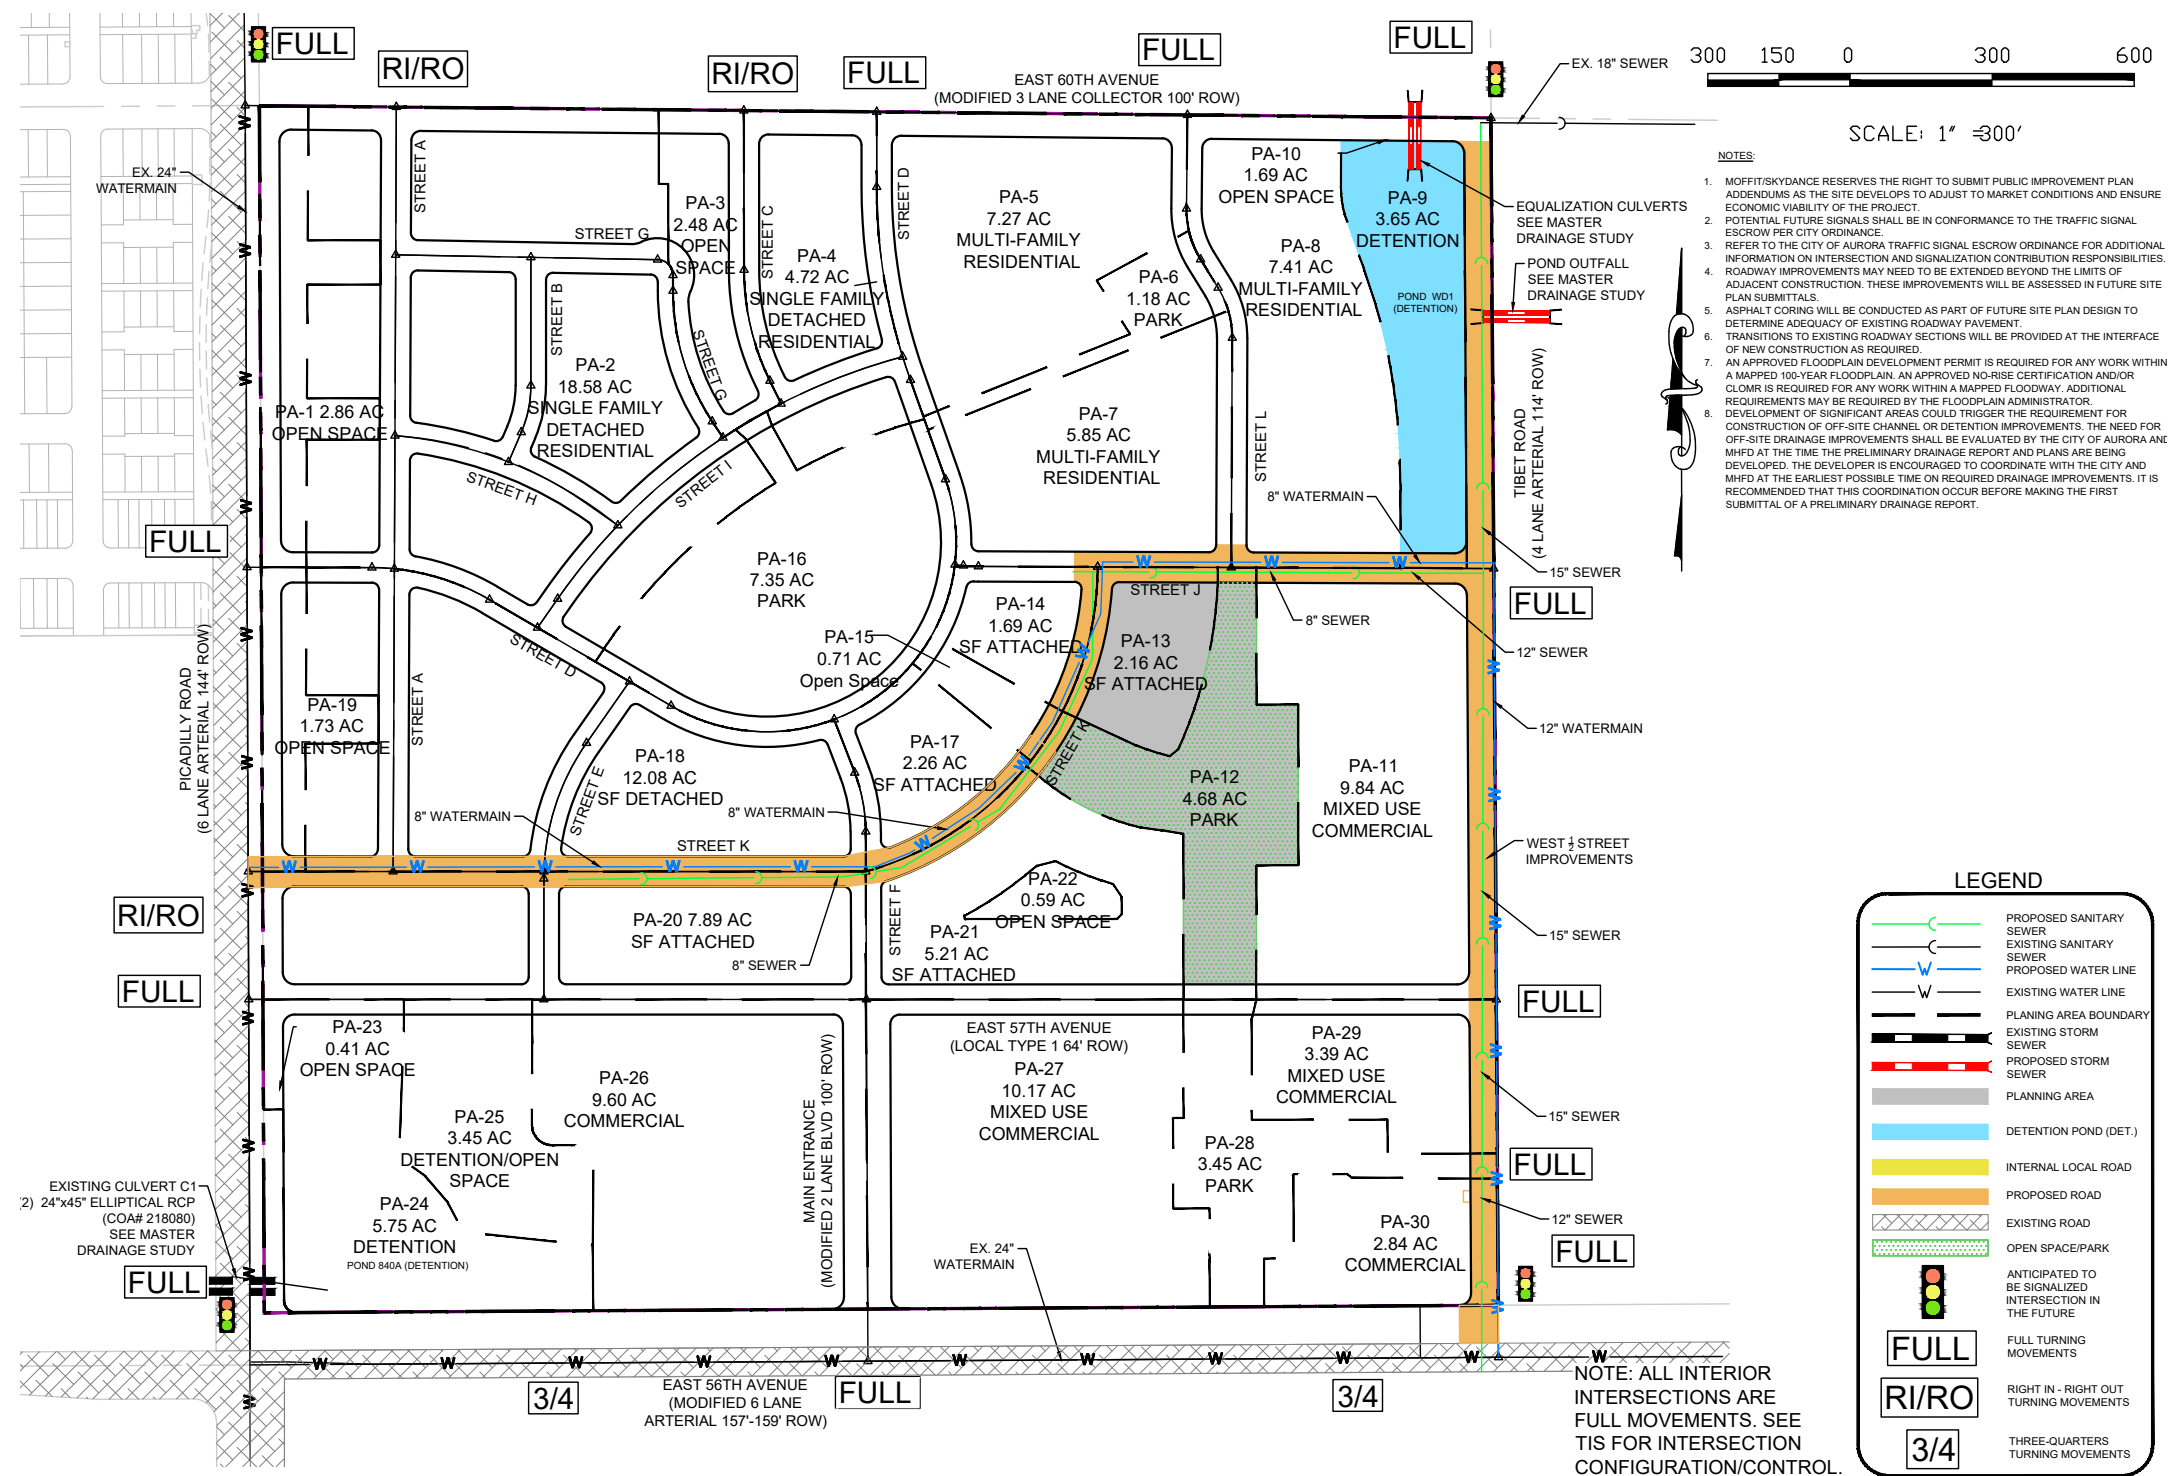 FULL
RI/RO
RI/RO
FULL
FULL
FULL
EAST 60TH AVENUE
(MODIFIED 3 LANE COLLECTOR 100' ROW)
EX. 18" SEWER
300 150 0 300 600
SCALE: 1" =300'
EX. 24"
WATERMAIN
STREET A
STREET G
PA-3
2.48 AC
OPEN
SPACE
STREET C
PA-4
4.72 AC
SINGLE FAMILY
DETACHED
RESIDENTIAL
STREET D
PA-5
7.27 AC
MULTI-FAMILY
RESIDENTIAL
PA-6
1.18 AC
PARK
PA-10
1.69 AC
OPEN SPACE
PA-8
7.41 AC
MULTI-FAMILY
RESIDENTIAL
PA-9
3.65 AC
DETENTION
POND WD1
(DETENTION)
EQUALIZATION CULVERTS
SEE MASTER
DRAINAGE STUDY
POND OUTFALL
SEE MASTER
DRAINAGE STUDY
NOTES:
1. MOFFIT/SKYDANCE RESERVES THE RIGHT TO SUBMIT PUBLIC IMPROVEMENT PLAN
ADDENDUMS AS THE SITE DEVELOPS TO ADJUST TO MARKET CONDITIONS AND ENSURE
ECONOMIC VIABILITY OF THE PROJECT.
2. POTENTIAL FUTURE SIGNALS SHALL BE IN CONFORMANCE TO THE TRAFFIC SIGNAL
ESCROW PER CITY ORDINANCE.
3. REFER TO THE CITY OF AURORA TRAFFIC SIGNAL ESCROW ORDINANCE FOR ADDITIONAL
INFORMATION ON INTERSECTION AND SIGNALIZATION CONTRIBUTION RESPONSIBILITIES.
4. ROADWAY IMPROVEMENTS MAY NEED TO BE EXTENDED BEYOND THE LIMITS OF
ADJACENT CONSTRUCTION. THESE IMPROVEMENTS WILL BE ASSESSED IN FUTURE SITE
PLAN SUBMITTALS.
5. ASPHALT CORING WILL BE CONDUCTED AS PART OF FUTURE SITE PLAN DESIGN TO
DETERMINE ADEQUACY OF EXISTING ROADWAY PAVEMENT.
6. TRANSITIONS TO EXISTING ROADWAY SECTIONS WILL BE PROVIDED AT THE INTERFACE
OF NEW CONSTRUCTION AS REQUIRED.
7. AN APPROVED FLOODPLAIN DEVELOPMENT PERMIT IS REQUIRED FOR ANY WORK WITHIN
A MAPPED 100-YEAR FLOODPLAIN. AN APPROVED NO-RISE CERTIFICATION AND/OR
CLOMR IS REQUIRED FOR ANY WORK WITHIN A MAPPED FLOODWAY. ADDITIONAL
REQUIREMENTS MAY BE REQUIRED BY THE FLOODPLAIN ADMINISTRATOR.
8. DEVELOPMENT OF SIGNIFICANT AREAS COULD TRIGGER THE REQUIREMENT FOR
CONSTRUCTION OF OFF-SITE CHANNEL OR DETENTION IMPROVEMENTS. THE NEED FOR
OFF-SITE DRAINAGE IMPROVEMENTS SHALL BE EVALUATED BY THE CITY OF AURORA AND
MHFD AT THE TIME THE PRELIMINARY DRAINAGE REPORT AND PLANS ARE BEING
DEVELOPED. THE DEVELOPER IS ENCOURAGED TO COORDINATE WITH THE CITY AND
MHFD AT THE EARLIEST POSSIBLE TIME ON REQUIRED DRAINAGE IMPROVEMENTS. IT IS
RECOMMENDED THAT THIS COORDINATION OCCUR BEFORE MAKING THE FIRST
SUBMITTAL OF A PRELIMINARY DRAINAGE REPORT.
STREET B
PA-2
18.58 AC
SINGLE FAMILY
DETACHED
RESIDENTIAL
STREET G
PA-1 2.86 AC
OPEN SPACE
STREET H
STREET I
PA-7
5.85 AC
MULTI-FAMILY
RESIDENTIAL
STREET L
8" WATERMAIN
TIBET ROAD
(4 LANE ARTERIAL 114' ROW)
FULL
PA-16
7.35 AC
PARK
15" SEWER
FULL
STREET J
8" SEWER
12" SEWER
PA-14
1.69 AC
SF ATTACHED
PA-13
2.16 AC
SF ATTACHED
PA-15
0.71 AC
Open Space
STREET D
PICADILLY ROAD
(6 LANE ARTERIAL 144' ROW)
PA-19
1.73 AC
OPEN SPACE
STREET A
12" WATERMAIN
PA-17
2.26 AC
SF ATTACHED
STREET K
PA-18
12.08 AC
SF DETACHED
STREET E
PA-12
4.68 AC
PARK
PA-11
9.84 AC
MIXED USE
COMMERCIAL
8" WATERMAIN
8" WATERMAIN
STREET K
WEST 1/2 STREET
IMPROVEMENTS
RI/RO
PA-20 7.89 AC
SF ATTACHED
8" SEWER
STREET F
PA-22
0.59 AC
OPEN SPACE
PA-21
5.21 AC
SF ATTACHED
15" SEWER
FULL
FULL
PA-23
0.41 AC
OPEN SPACE
EAST 57TH AVENUE
(LOCAL TYPE 1 64' ROW)
PA-26
9.60 AC
COMMERCIAL
PA-25
3.45 AC
DETENTION/OPEN
SPACE
MAIN ENTRANCE
(MODIFIED 2 LANE BLVD 100' ROW)
PA-27
10.17 AC
MIXED USE
COMMERCIAL
PA-29
3.39 AC
MIXED USE
COMMERCIAL
15" SEWER
PA-28
3.45 AC
PARK
FULL
EXISTING CULVERT C1
2) 24"x45" ELLIPTICAL RCP
(COA# 218080)
SEE MASTER
DRAINAGE STUDY
PA-24
5.75 AC
DETENTION
POND 840A (DETENTION)
12" SEWER
PA-30
2.84 AC
COMMERCIAL
EX. 24"
WATERMAIN
FULL
FULL
3/4
EAST 56TH AVENUE
(MODIFIED 6 LANE
ARTERIAL 157'-159' ROW)
FULL
3/4
NOTE: ALL INTERIOR
INTERSECTIONS ARE
FULL MOVEMENTS. SEE
TIS FOR INTERSECTION
CONFIGURATION/CONTROL.
LEGEND
PROPOSED SANITARY
SEWER
EXISTING SANITARY
SEWER
W PROPOSED WATER LINE
W EXISTING WATER LINE
PLANING AREA BOUNDARY
EXISTING STORM
SEWER
PROPOSED STORM
SEWER
PLANNING AREA
DETENTION POND (DET.)
INTERNAL LOCAL ROAD
PROPOSED ROAD
EXISTING ROAD
OPEN SPACE/PARK
ANTICIPATED TO
BE SIGNALIZED
INTERSECTION IN
THE FUTURE
FULL
FULL TURNING
MOVEMENTS
RI/RO
RIGHT IN - RIGHT OUT
TURNING MOVEMENTS
3/4
THREE-QUARTERS
TURNING MOVEMENTS